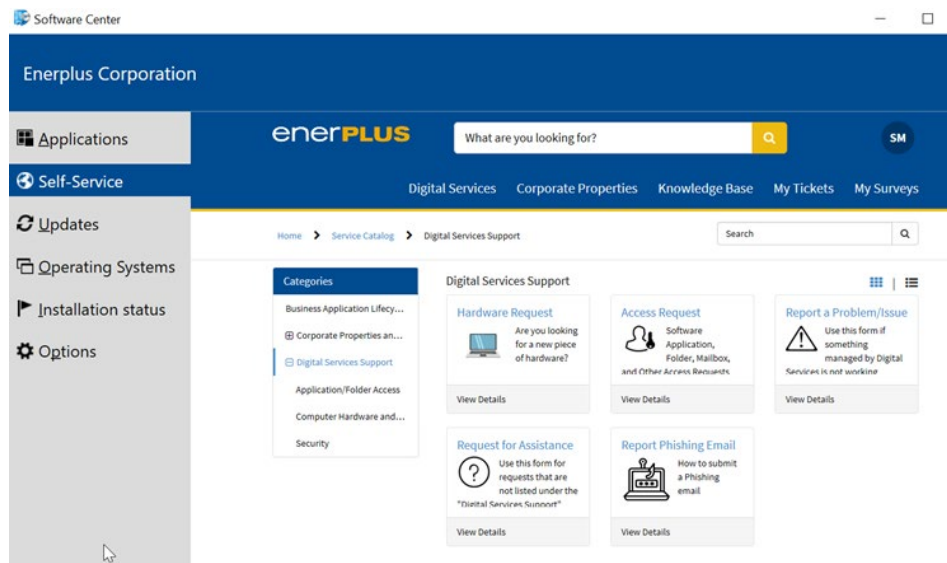 Software Center
Enerplus Corporation
Applications
Self-Service
Updates
Operating Systems
Installation status
Options
enerPLUS
What are you looking for?
SM
Digital Services Corporate Properties Knowledge Base My Tickets My Surveys
Home > Service Catalog > Digital Services Support
Search
Categories
Business Application Lifecy...
Corporate Properties an...
Digital Services Support
Application/Folder Access
Computer Hardware and...
Security
Digital Services Support
Hardware Request
Are you looking
for a new piece
of hardware?
View Details
Access Request
Software
Application,
Folder, Mailbox,
and Other Access Requests
View Details
Report a Problem/Issue
Use this form if
something
managed by Digital
Services is not working
View Details
Request for Assistance
Use this form for
requests that are
not listed under the
"Digital Services Support"
View Details
Report Phishing Email
How to submit
a Phishing
email
View Details